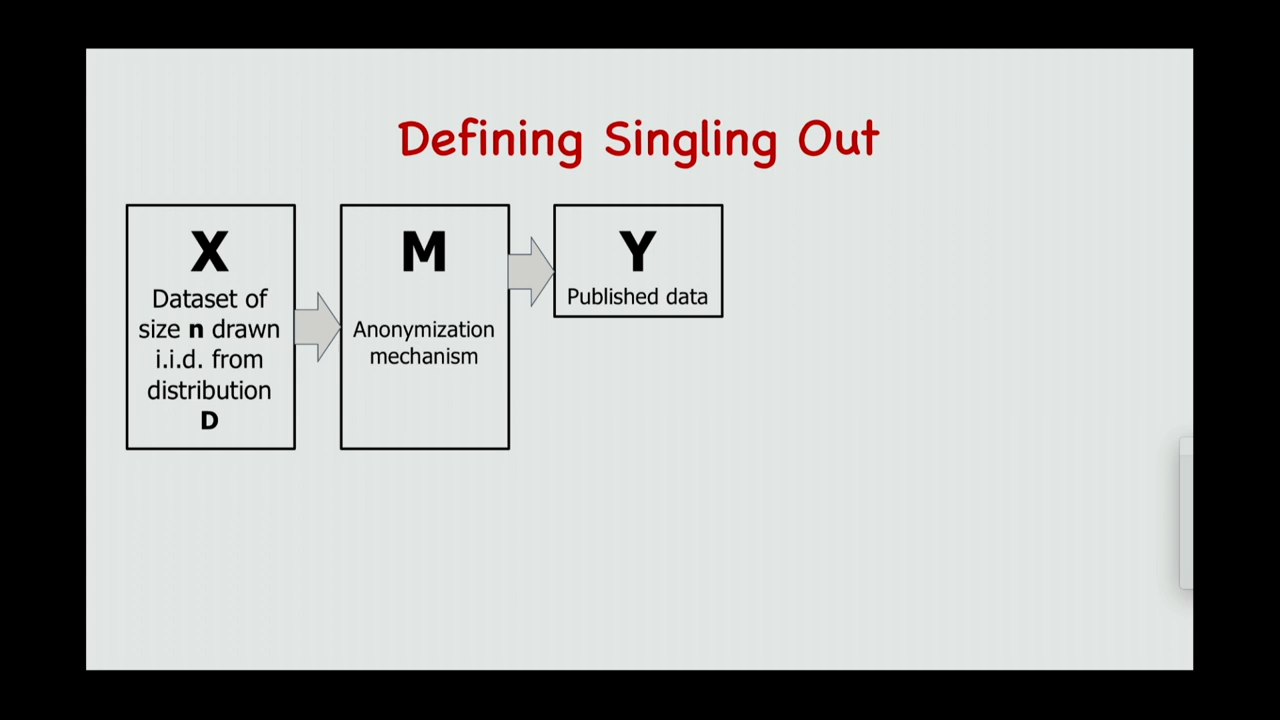 Defining Singling Out
X
Dataset of
size n drawn
i.i.d. from
distribution
D
M
Anonymization
mechanism
Y
Published data